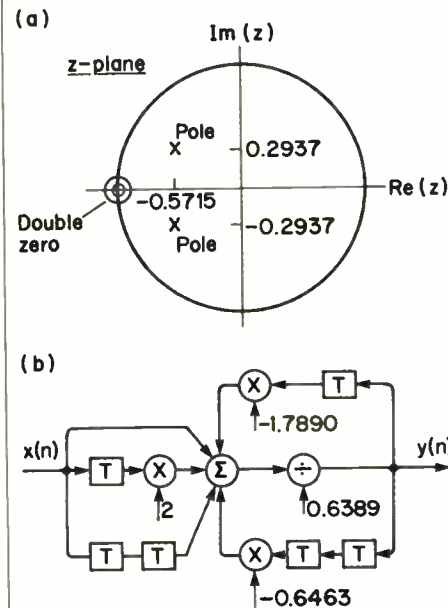 (a)
Im(z)
z-plane
Pole
x
0.2937
Re(z)
-0.5715
Double
zero
x
Pole
-0.2937
(b)
X
T
-1.7890
x(n)
y(n)
T
X
Σ
÷
2
0.6389
T
T
X
T
T
-0.6463